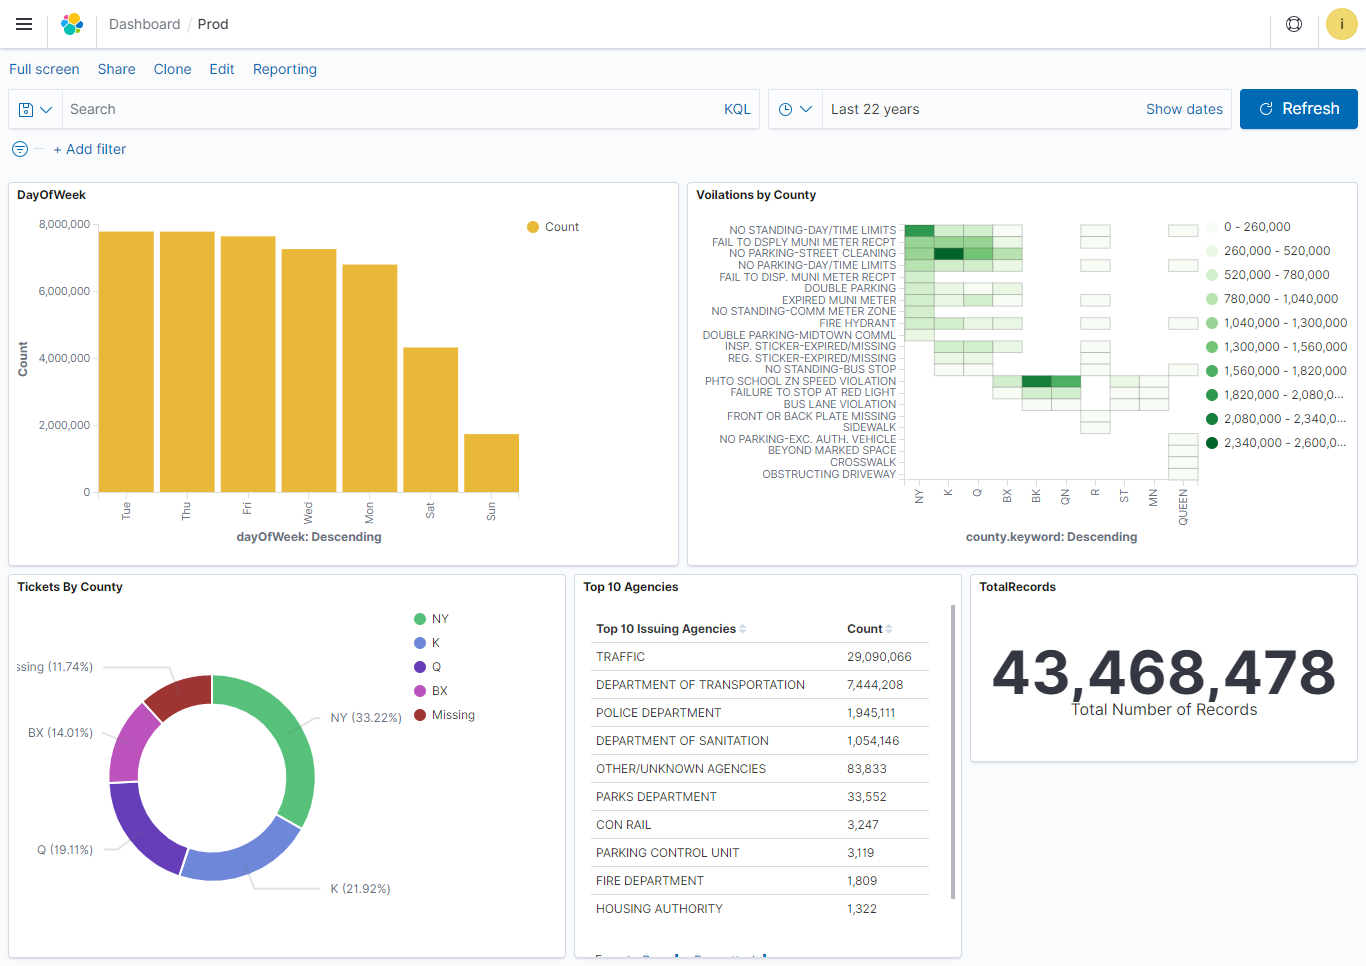 Dashboard / Prod
i
Full screen Share Clone Edit Reporting
Search KQL
Last 22 years Show dates
Refresh
+ Add filter
DayOfWeek
8,000,000
6,000,000
4,000,000
2,000,000
0
Count
Tue Thu Fri Wed Mon Sat Sun
dayOfWeek: Descending
Count
Voilations by County
NO STANDING-DAY/TIME LIMITS
FAIL TO DSPLY MUNI METER RECPT
NO PARKING-STREET CLEANING
NO PARKING-DAY/TIME LIMITS
FAIL TO DISP. MUNI METER RECPT
DOUBLE PARKING
EXPIRED MUNI METER
NO STANDING-COMM METER ZONE
FIRE HYDRANT
DOUBLE PARKING-MIDTOWN COMML
INSP. STICKER-EXPIRED/MISSING
REG. STICKER-EXPIRED/MISSING
NO STANDING-BUS STOP
PHTO SCHOOL ZN SPEED VIOLATION
FAILURE TO STOP AT RED LIGHT
BUS LANE VIOLATION
FRONT OR BACK PLATE MISSING
SIDEWALK
NO PARKING-EXC. AUTH. VEHICLE
BEYOND MARKED SPACE
CROSSWALK
OBSTRUCTING DRIVEWAY
NY K Q BX BK QN R ST MN QUEEN
county.keyword: Descending
0 - 260,000
260,000 - 520,000
520,000 - 780,000
780,000 - 1,040,000
1,040,000 - 1,300,000
1,300,000 - 1,560,000
1,560,000 - 1,820,000
1,820,000 - 2,080,0...
2,080,000 - 2,340,0...
2,340,000 - 2,600,0...
Tickets By County
NY
K
Q
BX
Missing
ssing (11.74%)
NY (33.22%)
BX (14.01%)
Q (19.11%)
K (21.92%)
Top 10 Agencies
Top 10 Issuing Agencies Count
TRAFFIC 29,090,066
DEPARTMENT OF TRANSPORTATION 7,444,208
POLICE DEPARTMENT 1,945,111
DEPARTMENT OF SANITATION 1,054,146
OTHER/UNKNOWN AGENCIES 83,833
PARKS DEPARTMENT 33,552
CON RAIL 3,247
PARKING CONTROL UNIT 3,119
FIRE DEPARTMENT 1,809
HOUSING AUTHORITY 1,322
TotalRecords
43,468,478
Total Number of Records